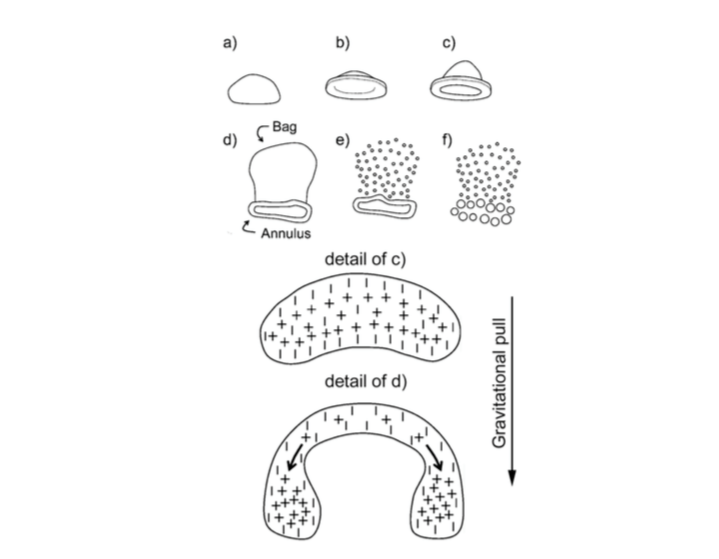 a)
b)
c)
d)
Bag
e)
f)
Annulus
detail of c)
detail of d)
Gravitational pull